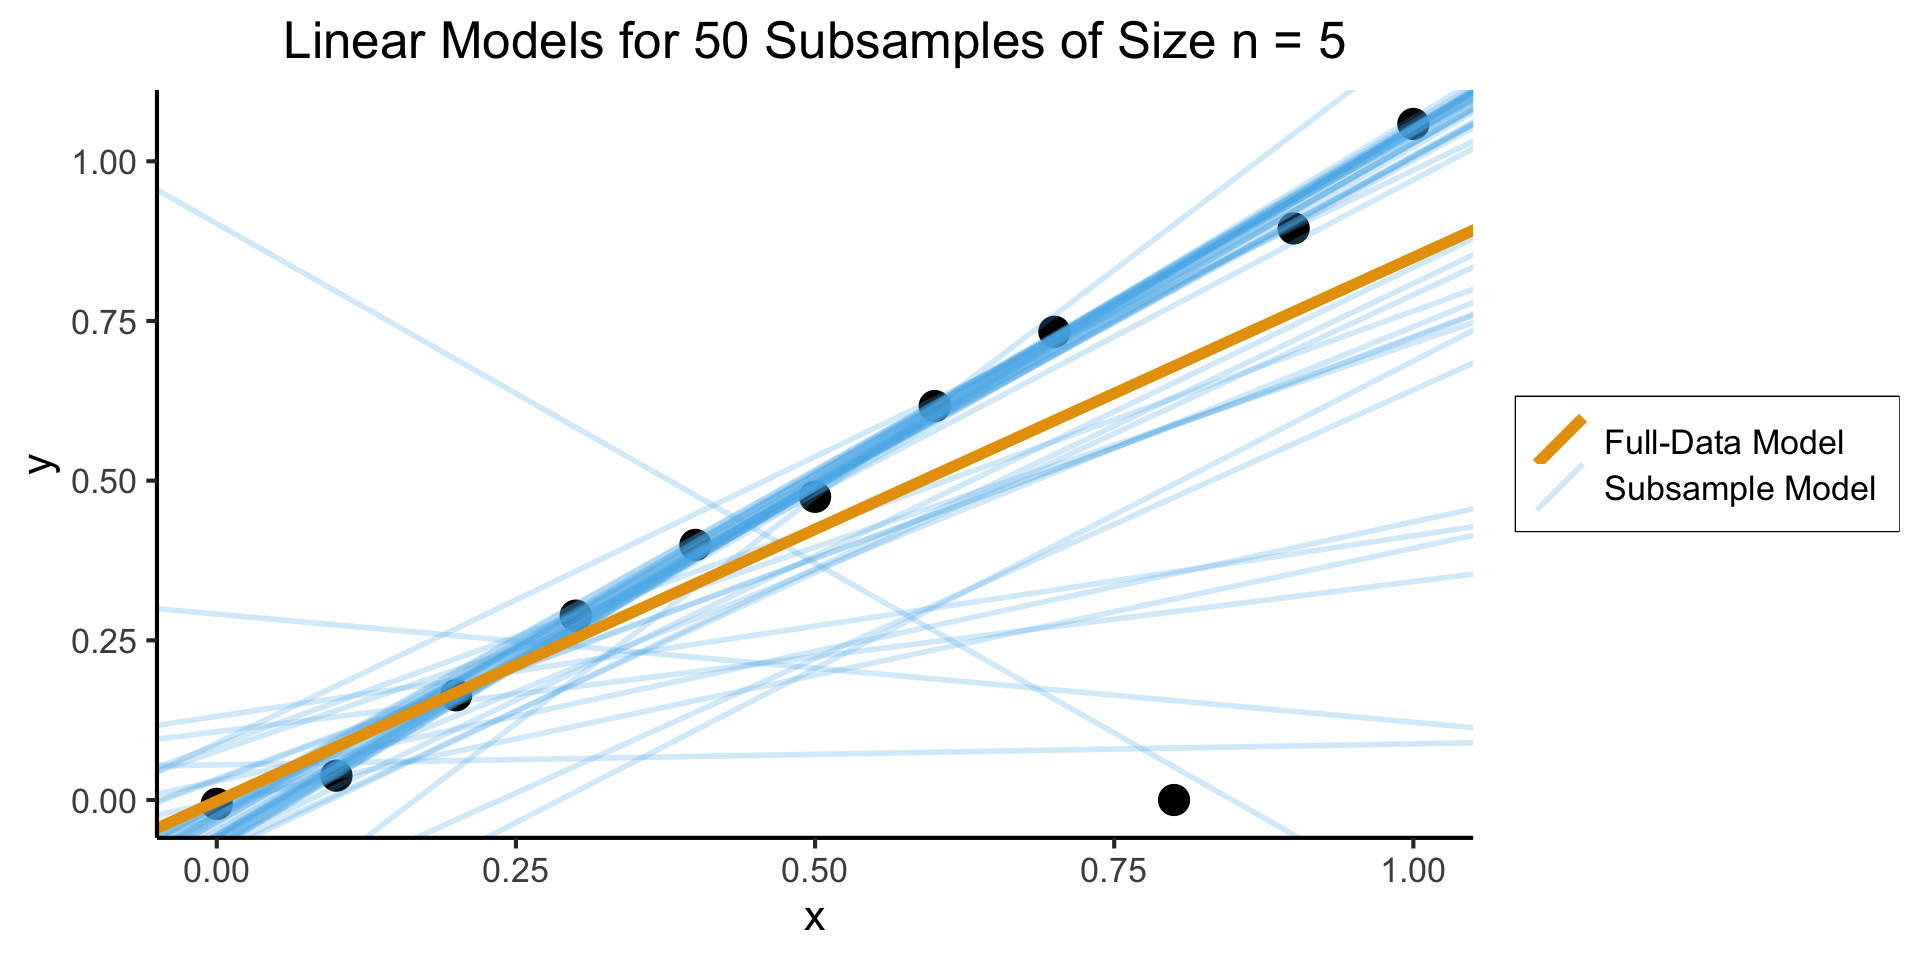 Linear Models for 50 Subsamples of Size n = 5
1.00
0.75
0.50
0.25
0.00
y
0.00 0.25 0.50 0.75 1.00
x
Full-Data Model
Subsample Model